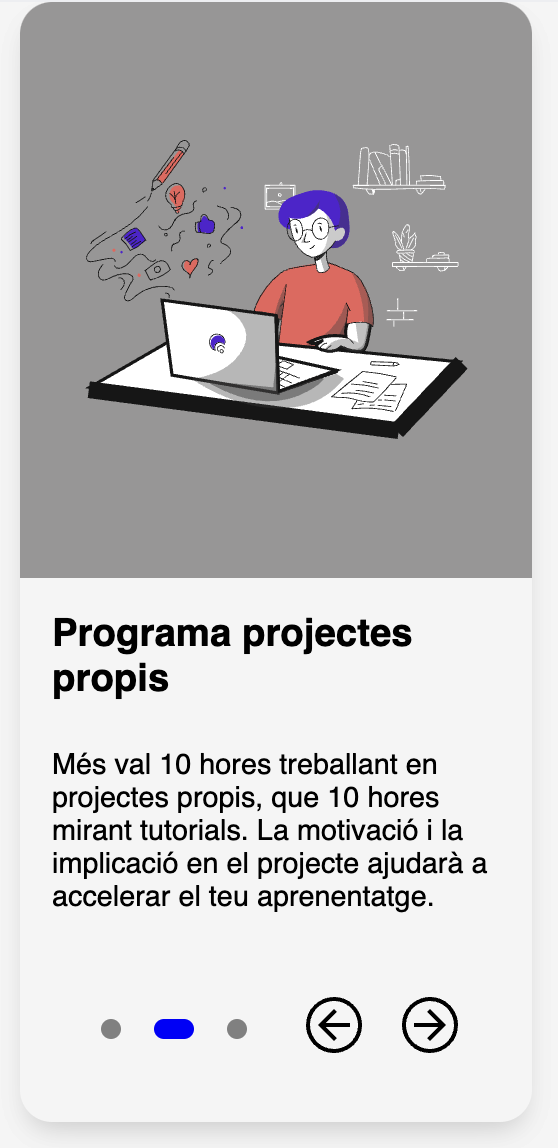 Programa projectes
propis
Més val 10 hores treballant en
projectes propis, que 10 hores
mirant tutorials. La motivació i la
implicació en el projecte ajudarà a
accelerar el teu aprenentatge.